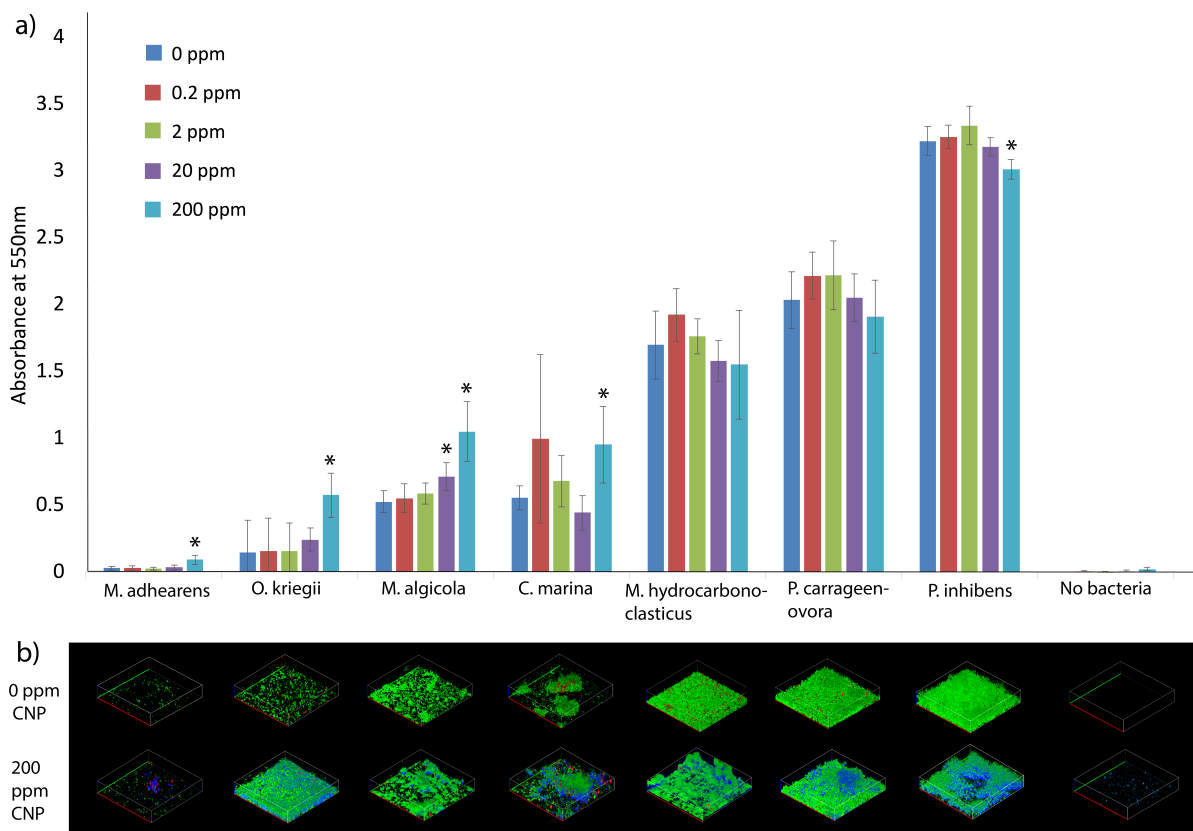 a)
4
3.5
3
2.5
2
1.5
1
0.5
0
Absorbance at 550nm
0 ppm
0.2 ppm
2 ppm
20 ppm
200 ppm
*
*
*
*
*
*
M. adhearens
O. kriegii
M. algicola
C. marina
M. hydrocarbono-
clasticus
P. carrageen-
ovora
P. inhibens
No bacteria
b)
0 ppm
CNP
200
ppm
CNP